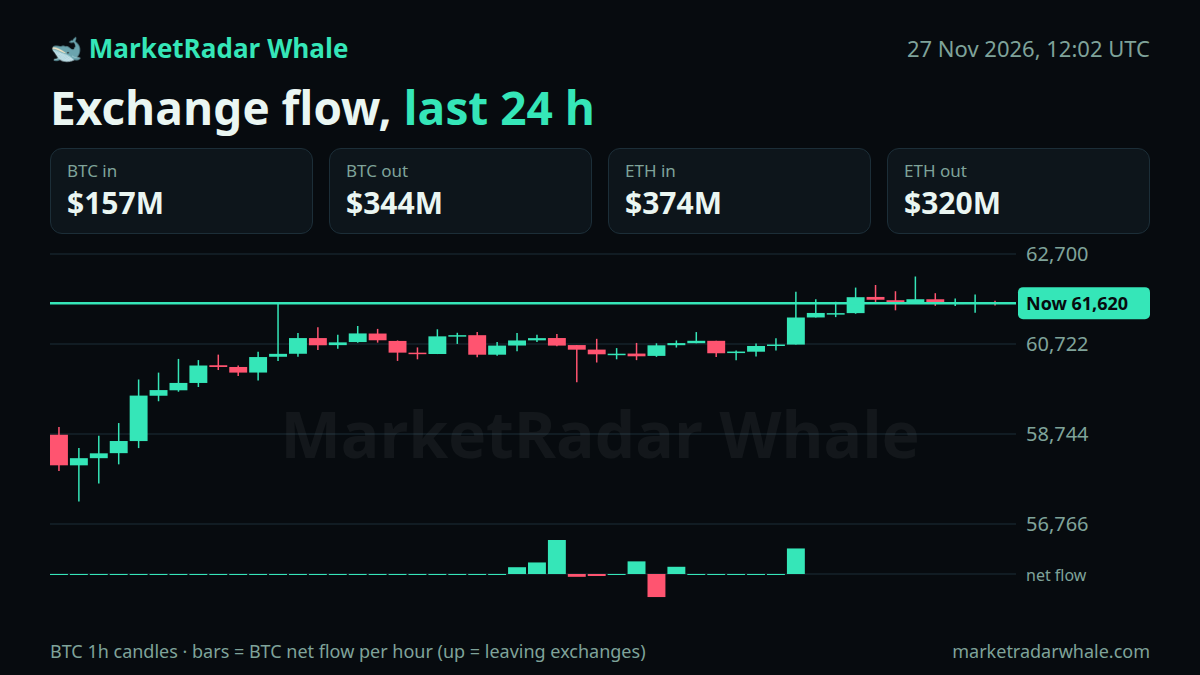 🐳 MarketRadar Whale
27 Nov 2026, 12:02 UTC
Exchange flow, last 24 h
BTC in
$157M
BTC out
$344M
ETH in
$374M
ETH out
$320M
62,700
Now 61,620
60,722
MarketRadar Whale
58,744
56,766
net flow
BTC 1h candles · bars = BTC net flow per hour (up = leaving exchanges)
marketradarwhale.com